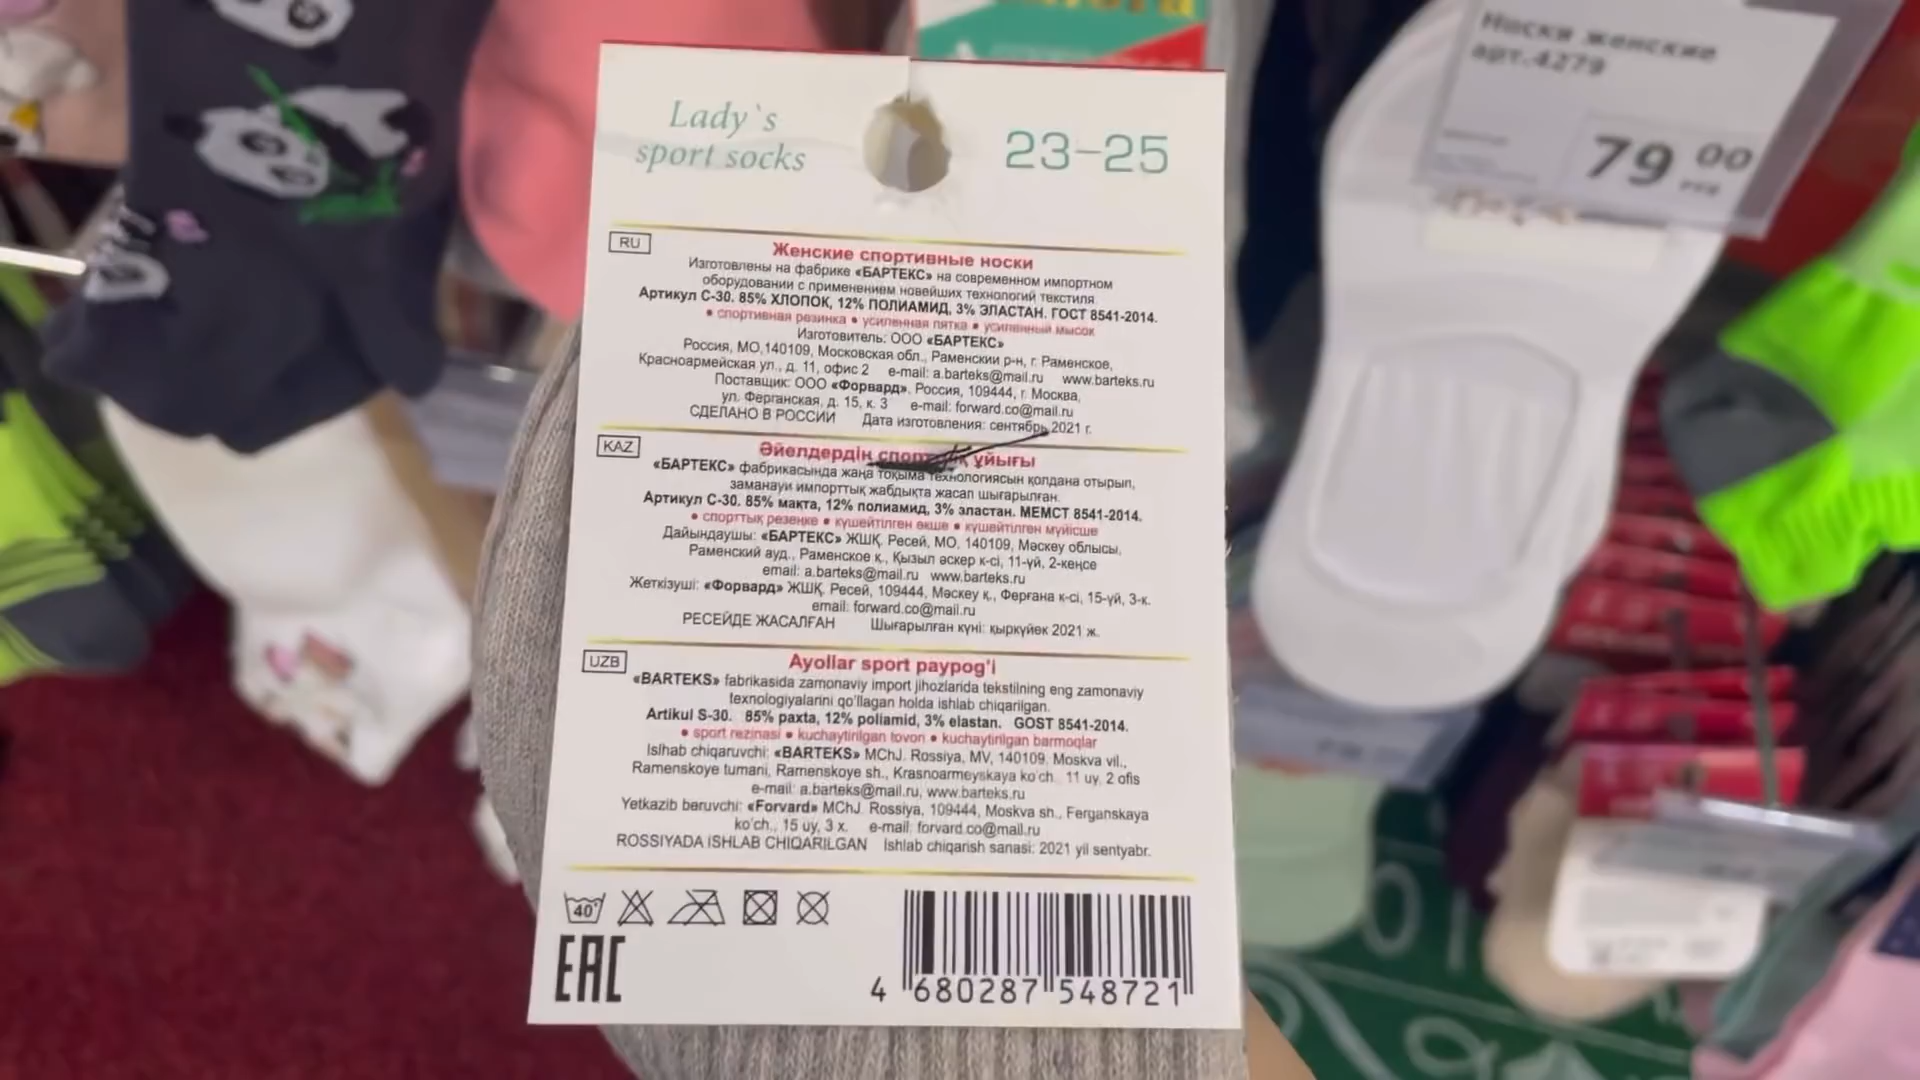 Lady`s
sport socks
23-25
RU
Женские спортивные носки
Изготовлены на фабрике «БАРТЕКС» на современном импортном
оборудовании с применением новейших технологий текстиля
Артикул С-30. 85% ХЛОПОК, 12% ПОЛИАМИД, 3% ЭЛАСТАН. ГОСТ 8541-2014.
• спортивная резинка • усиленная пятка • усиленный мысок
Изготовитель: ООО «БАРТЕКС»
Россия, МО,140109, Московская обл., Раменский р-н, г. Раменское,
Красноармейская ул., д. 11, офис 2 e-mail: a.barteks@mail.ru www.barteks.ru
Поставщик: ООО «Форвард». Россия, 109444, г. Москва,
ул. Ферганская, д. 15, к. 3 e-mail: forward.co@mail.ru
СДЕЛАНО В РОССИИ Дата изготовления: сентябрь 2021 г.
KAZ
Әйелдердің ұйығы
«БАРТЕКС» фабрикасында жаңа тоқыма технологиясын қолдана отырып,
заманауи импорттық жабдықта жасап шығарылған.
Артикул С-30. 85% мақта, 12% полиамид, 3% эластан. МЕМСТ 8541-2014.
• спорттық резеңке • күшейтілген өкше • күшейтілген мүйісше
Дайындаушы: «БАРТЕКС» ЖШҚ. Ресей, МО, 140109, Мәскеу облысы,
Раменский ауд., Раменское қ., Қызыл әскер к-сі, 11-үй, 2-кеңсе
email: a.barteks@mail.ru www.barteks.ru
Жеткізуші: «Форвард» ЖШҚ. Ресей, 109444, Мәскеу қ., Ферғана к-сі, 15-үй, 3-к.
email: forward.co@mail.ru
РЕСЕЙДЕ ЖАСАЛҒАН Шығарылған күні: қыркүйек 2021 ж.
UZB
Ayollar sport paypog'i
«BARTEKS» fabrikasida zamonaviy import jihozlarida tekstilning eng zamonaviy
texnologiyalarini qo'llagan holda ishlab chiqarilgan.
Artikul S-30. 85% paxta, 12% poliamid, 3% elastan. GOST 8541-2014.
• sport rezinasi • kuchaytirilgan tovon • kuchaytirilgan barmoqlar
Islhab chiqaruvchi: «BARTEKS» MChJ. Rossiya, MV, 140109. Moskva vil.,
Ramenskoye tumani, Ramenskoye sh., Krasnoarmeyskaya ko'ch. 11 uy, 2 ofis
e-mail: a.barteks@mail.ru, www.barteks.ru
Yetkazib beruvchi: «Forvard» MChJ. Rossiya, 109444, Moskva sh., Ferganskaya
ko'ch., 15 uy, 3 x. e-mail: forvard.co@mail.ru
ROSSIYADA ISHLAB CHIQARILGAN Ishlab chiqarish sanasi: 2021 yil sentyabr.
40°
EAC
4 680287 548721
Носки женские
арт.4279
79 00